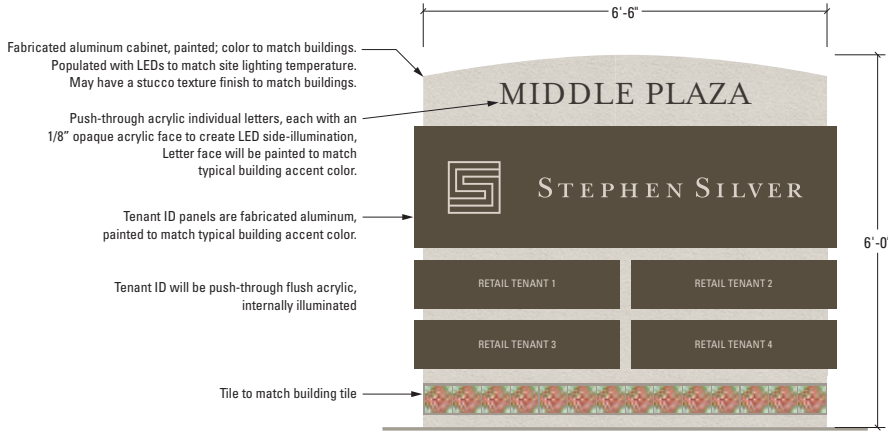 6'-6"
Fabricated aluminum cabinet, painted; color to match buildings.
Populated with LEDs to match site lighting temperature.
May have a stucco texture finish to match buildings.
MIDDLE PLAZA
Push-through acrylic individual letters, each with an
1/8” opaque acrylic face to create LED side-illumination,
Letter face will be painted to match
typical building accent color.
STEPHEN SILVER
Tenant ID panels are fabricated aluminum,
painted to match typical building accent color.
6'-0"
Tenant ID will be push-through flush acrylic,
internally illuminated
RETAIL TENANT 1
RETAIL TENANT 2
RETAIL TENANT 3
RETAIL TENANT 4
Tile to match building tile